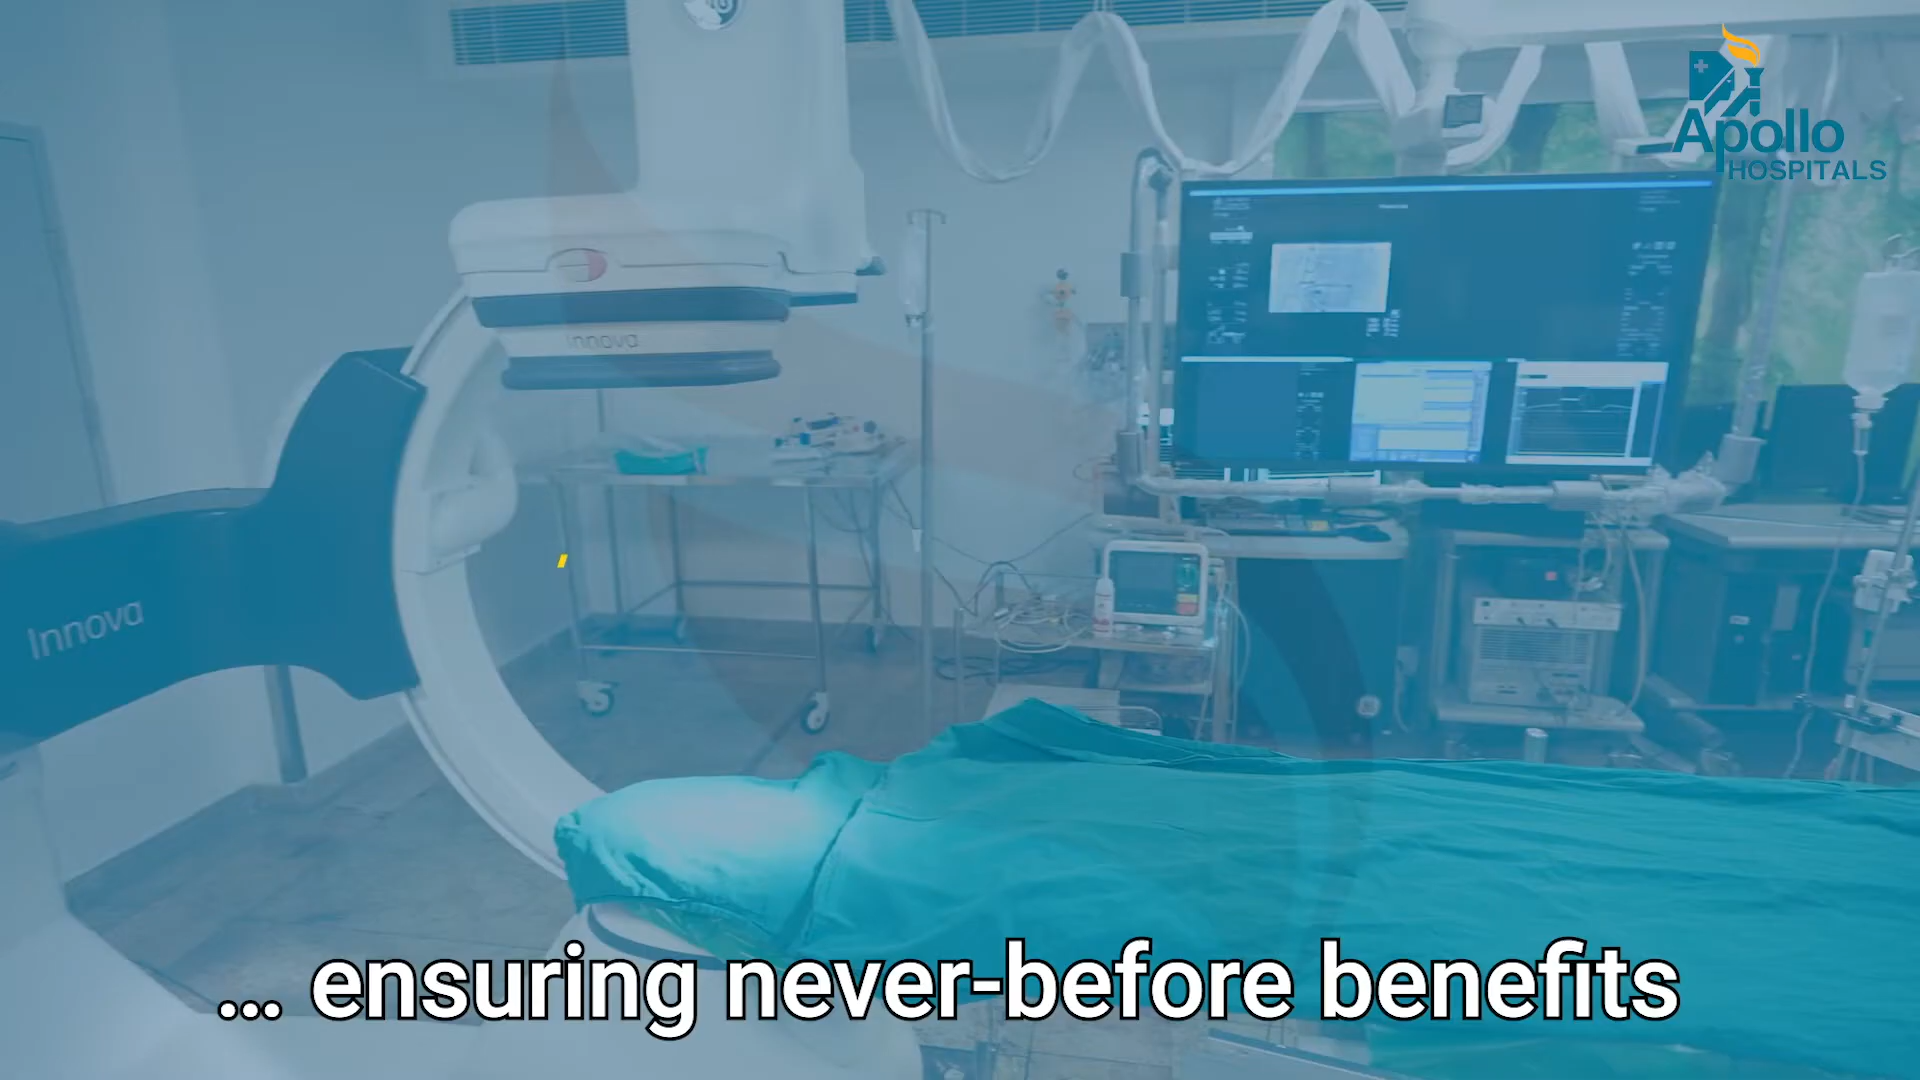 Apollo
HOSPITALS
Innova
Innova
... ensuring never-before benefits